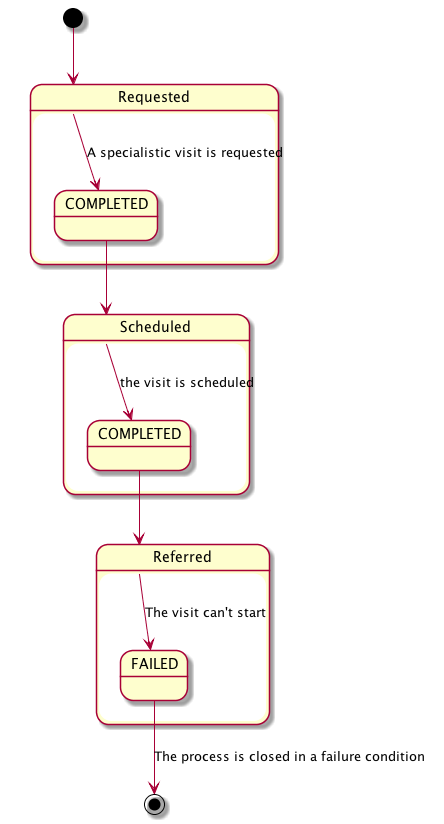 Requested
A specialistic visit is requested
COMPLETED
Scheduled
the visit is scheduled
COMPLETED
Referred
The visit can't start
FAILED
The process is closed in a failure condition